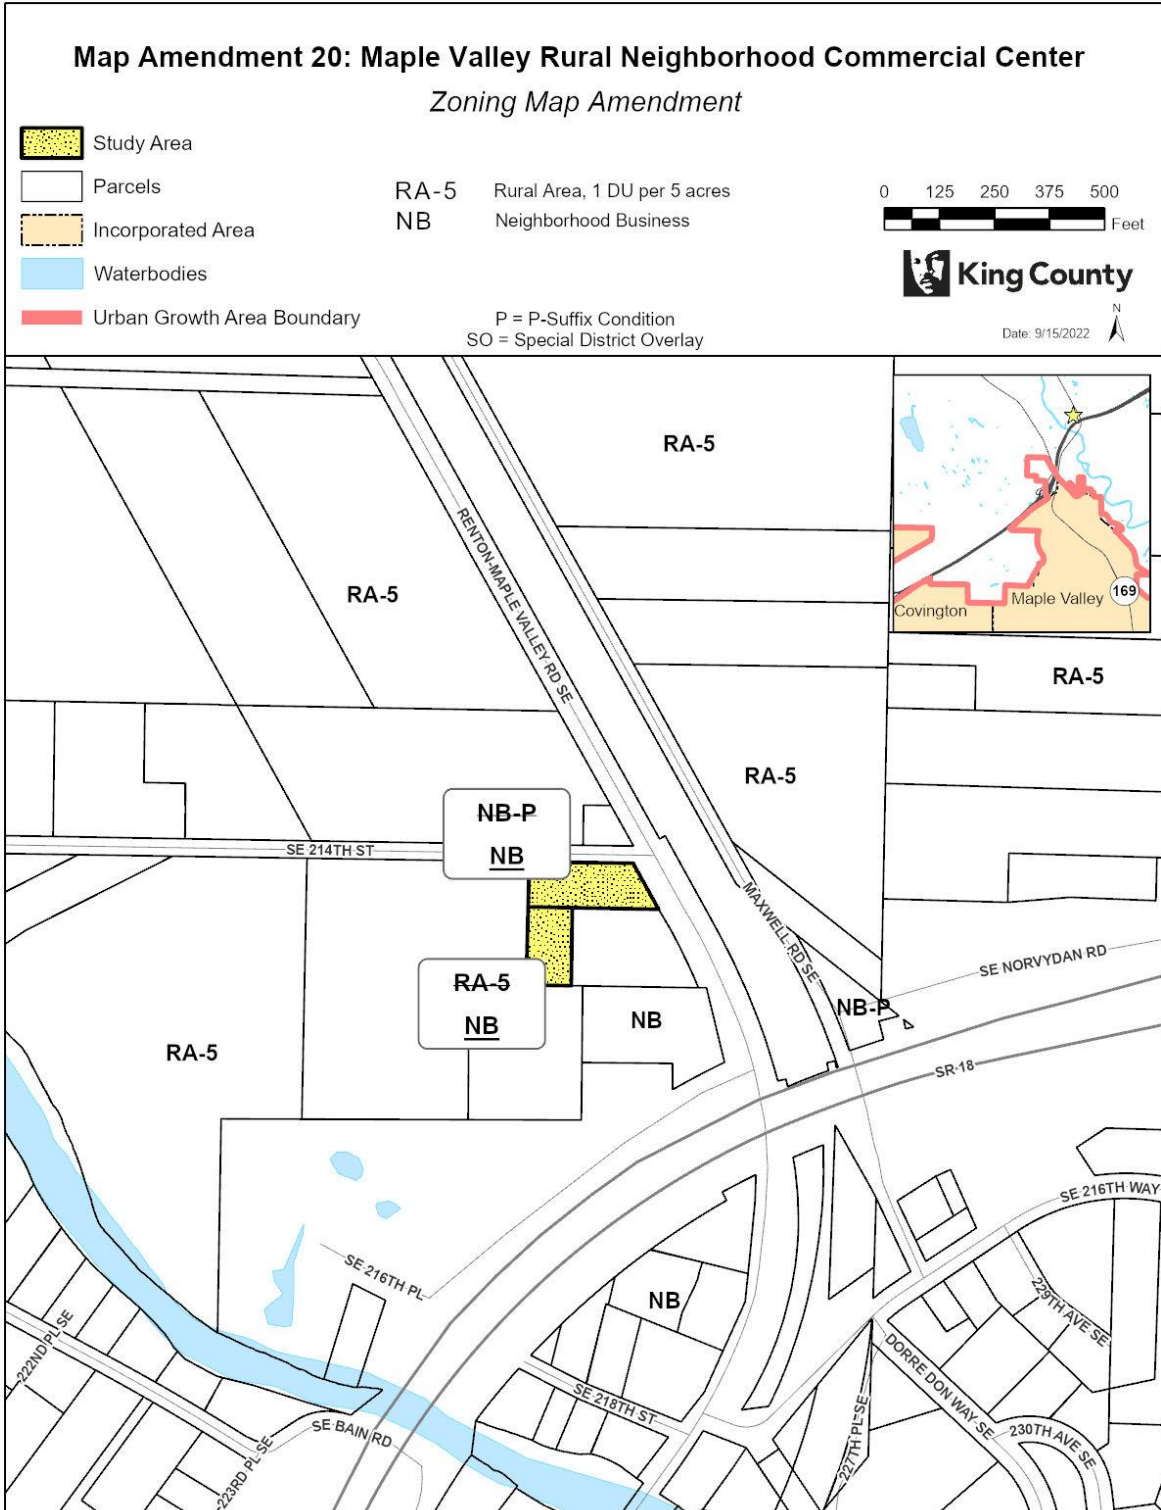 Map Amendment 20: Maple Valley Rural Neighborhood Commercial Center
Zoning Map Amendment
Study Area
Parcels
Incorporated Area
Waterbodies
Urban Growth Area Boundary
RA-5 Rural Area, 1 DU per 5 acres
NB Neighborhood Business
P = P-Suffix Condition
SO = Special District Overlay
0 125 250 375 500
Feet
King County
N
Date: 9/15/2022
RA-5
RENTON-MAPLE VALLEY RD SE
RA-5
Covington
Maple Valley
169
RA-5
RA-5
NB-P
NB
SE 214TH ST
MAXWELL RD SE
SE NORVYDAN RD
RA-5
NB
NB
NB-P
RA-5
SR 18
SE 216TH WAY
SE 216TH PL
NB
229TH AVE SE
222ND PL SE
DORRE DON WAY SE
SE 218TH ST
SE BAIN RD
223RD PL SE
227TH PL SE
230TH AVE SE